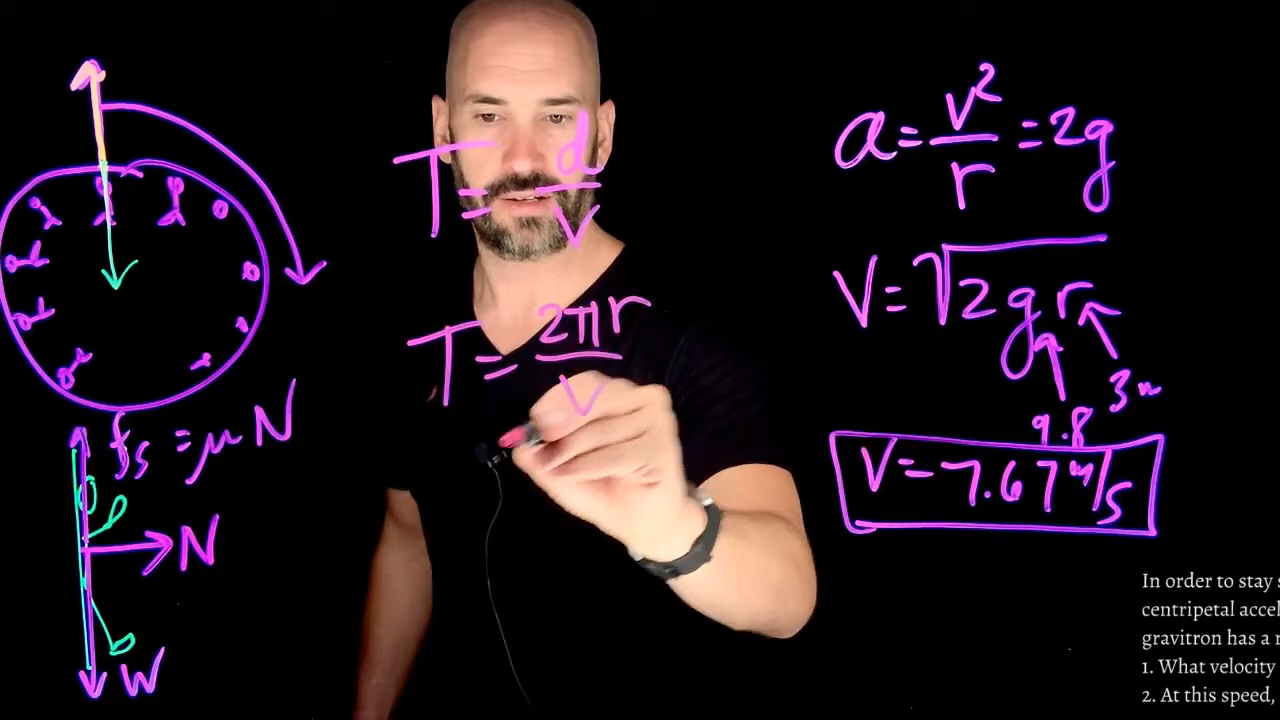 a = v²/r = 2g
T = d/v
v = √2gr
3m
9.8
T = 2πr/v
fs = μN
v = 7.67 m/s
N
W
In order to stay
centripetal accel
gravitron has a
1. What velocity
2. At this speed,